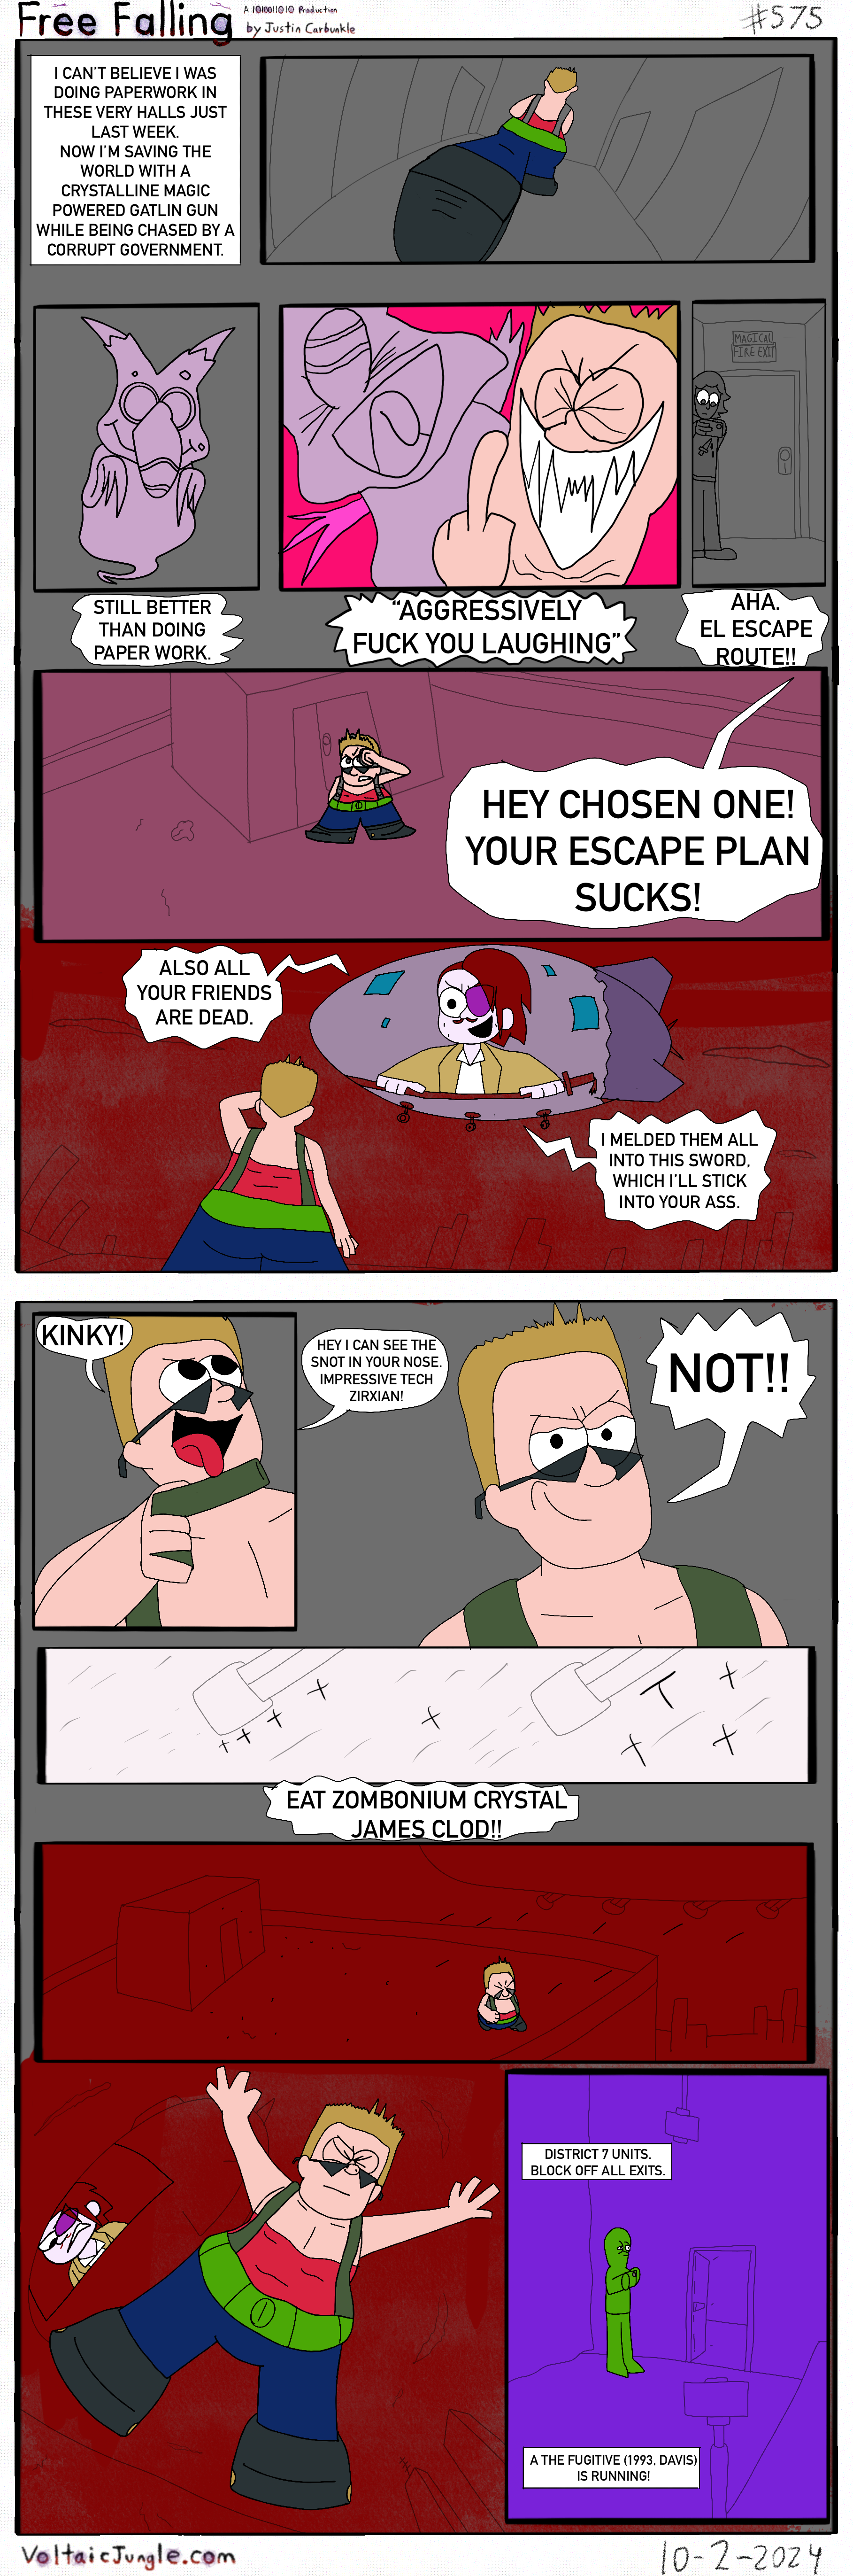 Free Falling
A 1010011010 Production
by Justin Carbunkle
#575
I CAN'T BELIEVE I WAS
DOING PAPERWORK IN
THESE VERY HALLS JUST
LAST WEEK.
NOW I'M SAVING THE
WORLD WITH A
CRYSTALLINE MAGIC
POWERED GATLIN GUN
WHILE BEING CHASED BY A
CORRUPT GOVERNMENT.
MAGICAL
FIRE EXIT
STILL BETTER
THAN DOING
PAPER WORK.
"AGGRESSIVELY
FUCK YOU LAUGHING"
AHA.
EL ESCAPE
ROUTE!!
HEY CHOSEN ONE!
YOUR ESCAPE PLAN
SUCKS!
ALSO ALL
YOUR FRIENDS
ARE DEAD.
I MELDED THEM ALL
INTO THIS SWORD,
WHICH I'LL STICK
INTO YOUR ASS.
KINKY!
HEY I CAN SEE THE
SNOT IN YOUR NOSE.
IMPRESSIVE TECH
ZIRXIAN!
NOT!!
EAT ZOMBONIUM CRYSTAL
JAMES CLOD!!
DISTRICT 7 UNITS.
BLOCK OFF ALL EXITS.
A THE FUGITIVE (1993, DAVIS)
IS RUNNING!
VoltaicJungle.com
10-2-2024